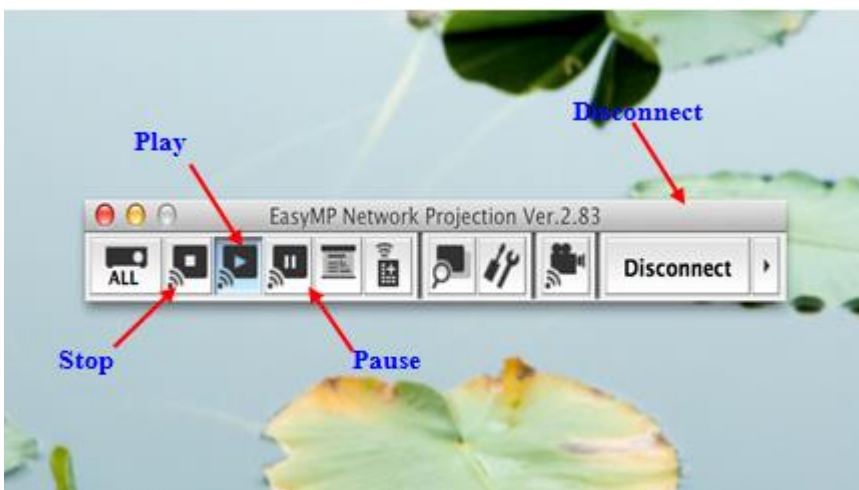 Disconnect
Play
EasyMP Network Projection Ver.2.83
ALL
Disconnect
Stop
Pause